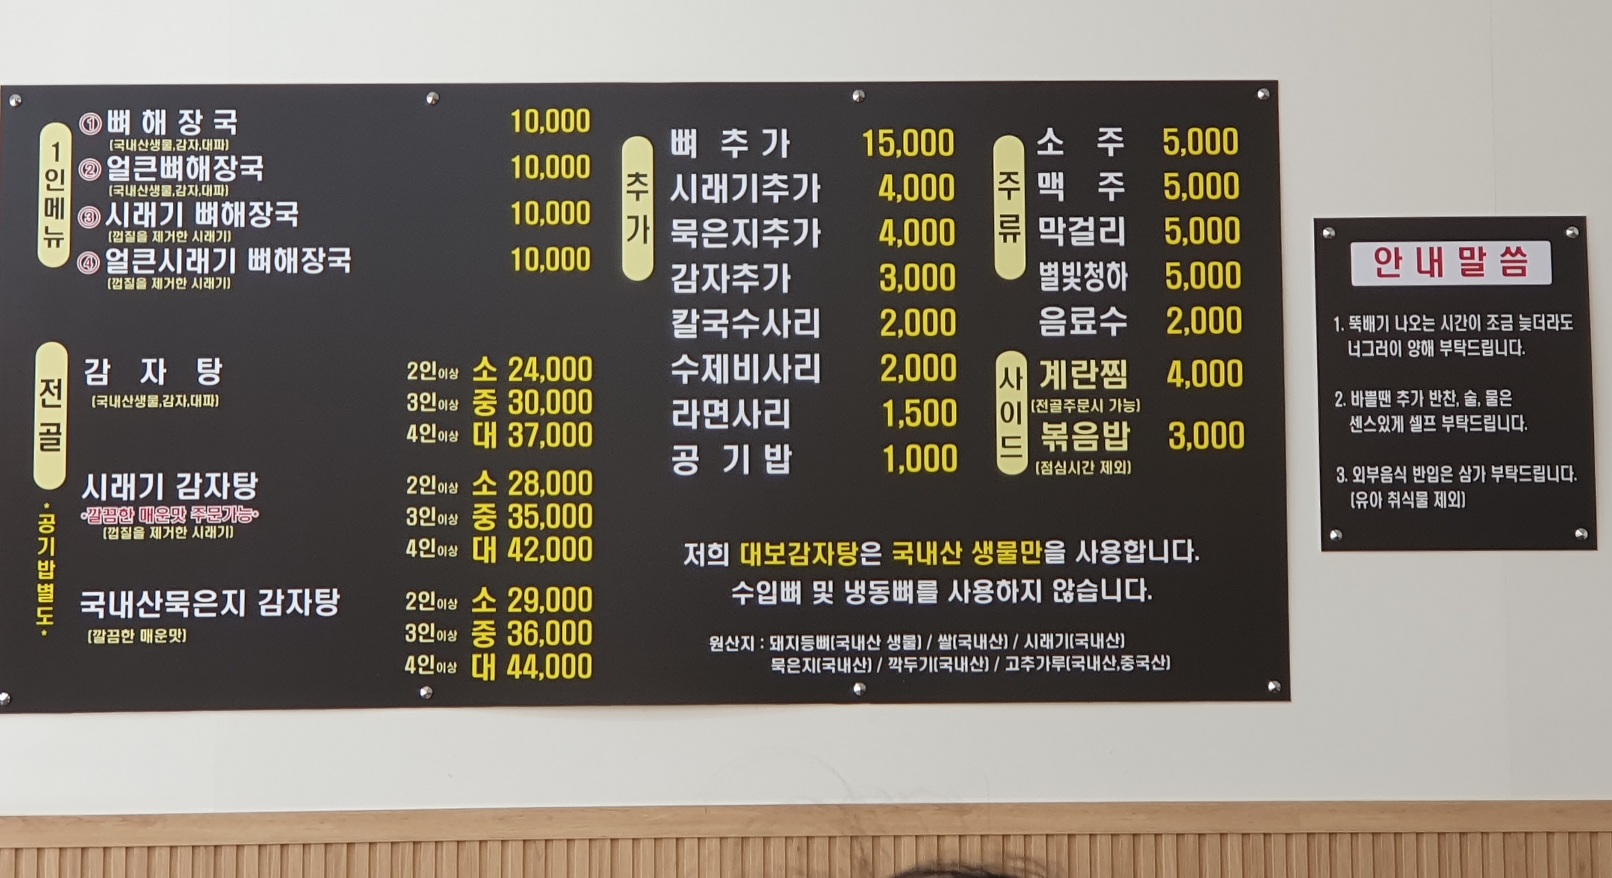 1인메뉴
① 뼈해장국 10,000
(국내산생물,감자,대파)
② 얼큰뼈해장국 10,000
(국내산생물,감자,대파)
③ 시래기 뼈해장국 10,000
(껍질을 제거한 시래기)
④ 얼큰시래기 뼈해장국 10,000
(껍질을 제거한 시래기)
전골
·공기밥별도·
감자탕 2인이상 소 24,000
(국내산생물,감자,대파) 3인이상 중 30,000
4인이상 대 37,000
시래기 감자탕 2인이상 소 28,000
·깔끔한 매운맛 주문가능· 3인이상 중 35,000
(껍질을 제거한 시래기) 4인이상 대 42,000
국내산묵은지 감자탕 2인이상 소 29,000
(깔끔한 매운맛) 3인이상 중 36,000
4인이상 대 44,000
추가
뼈추가 15,000
시래기추가 4,000
묵은지추가 4,000
감자추가 3,000
칼국수사리 2,000
수제비사리 2,000
라면사리 1,500
공기밥 1,000
주류
소주 5,000
맥주 5,000
막걸리 5,000
별빛청하 5,000
음료수 2,000
사이드
계란찜 4,000
(전골주문시 가능)
볶음밥 3,000
(점심시간 제외)
저희 대보감자탕은 국내산 생물만을 사용합니다.
수입뼈 및 냉동뼈를 사용하지 않습니다.
원산지 : 돼지등뼈(국내산 생물) / 쌀(국내산) / 시래기(국내산)
묵은지(국내산) / 깍두기(국내산) / 고추가루(국내산,중국산)
안내말씀
1. 뚝배기 나오는 시간이 조금 늦더라도
너그러이 양해 부탁드립니다.
2. 바쁠땐 추가 반찬, 술, 물은
센스있게 셀프 부탁드립니다.
3. 외부음식 반입은 삼가 부탁드립니다.
(유아 취식물 제외)